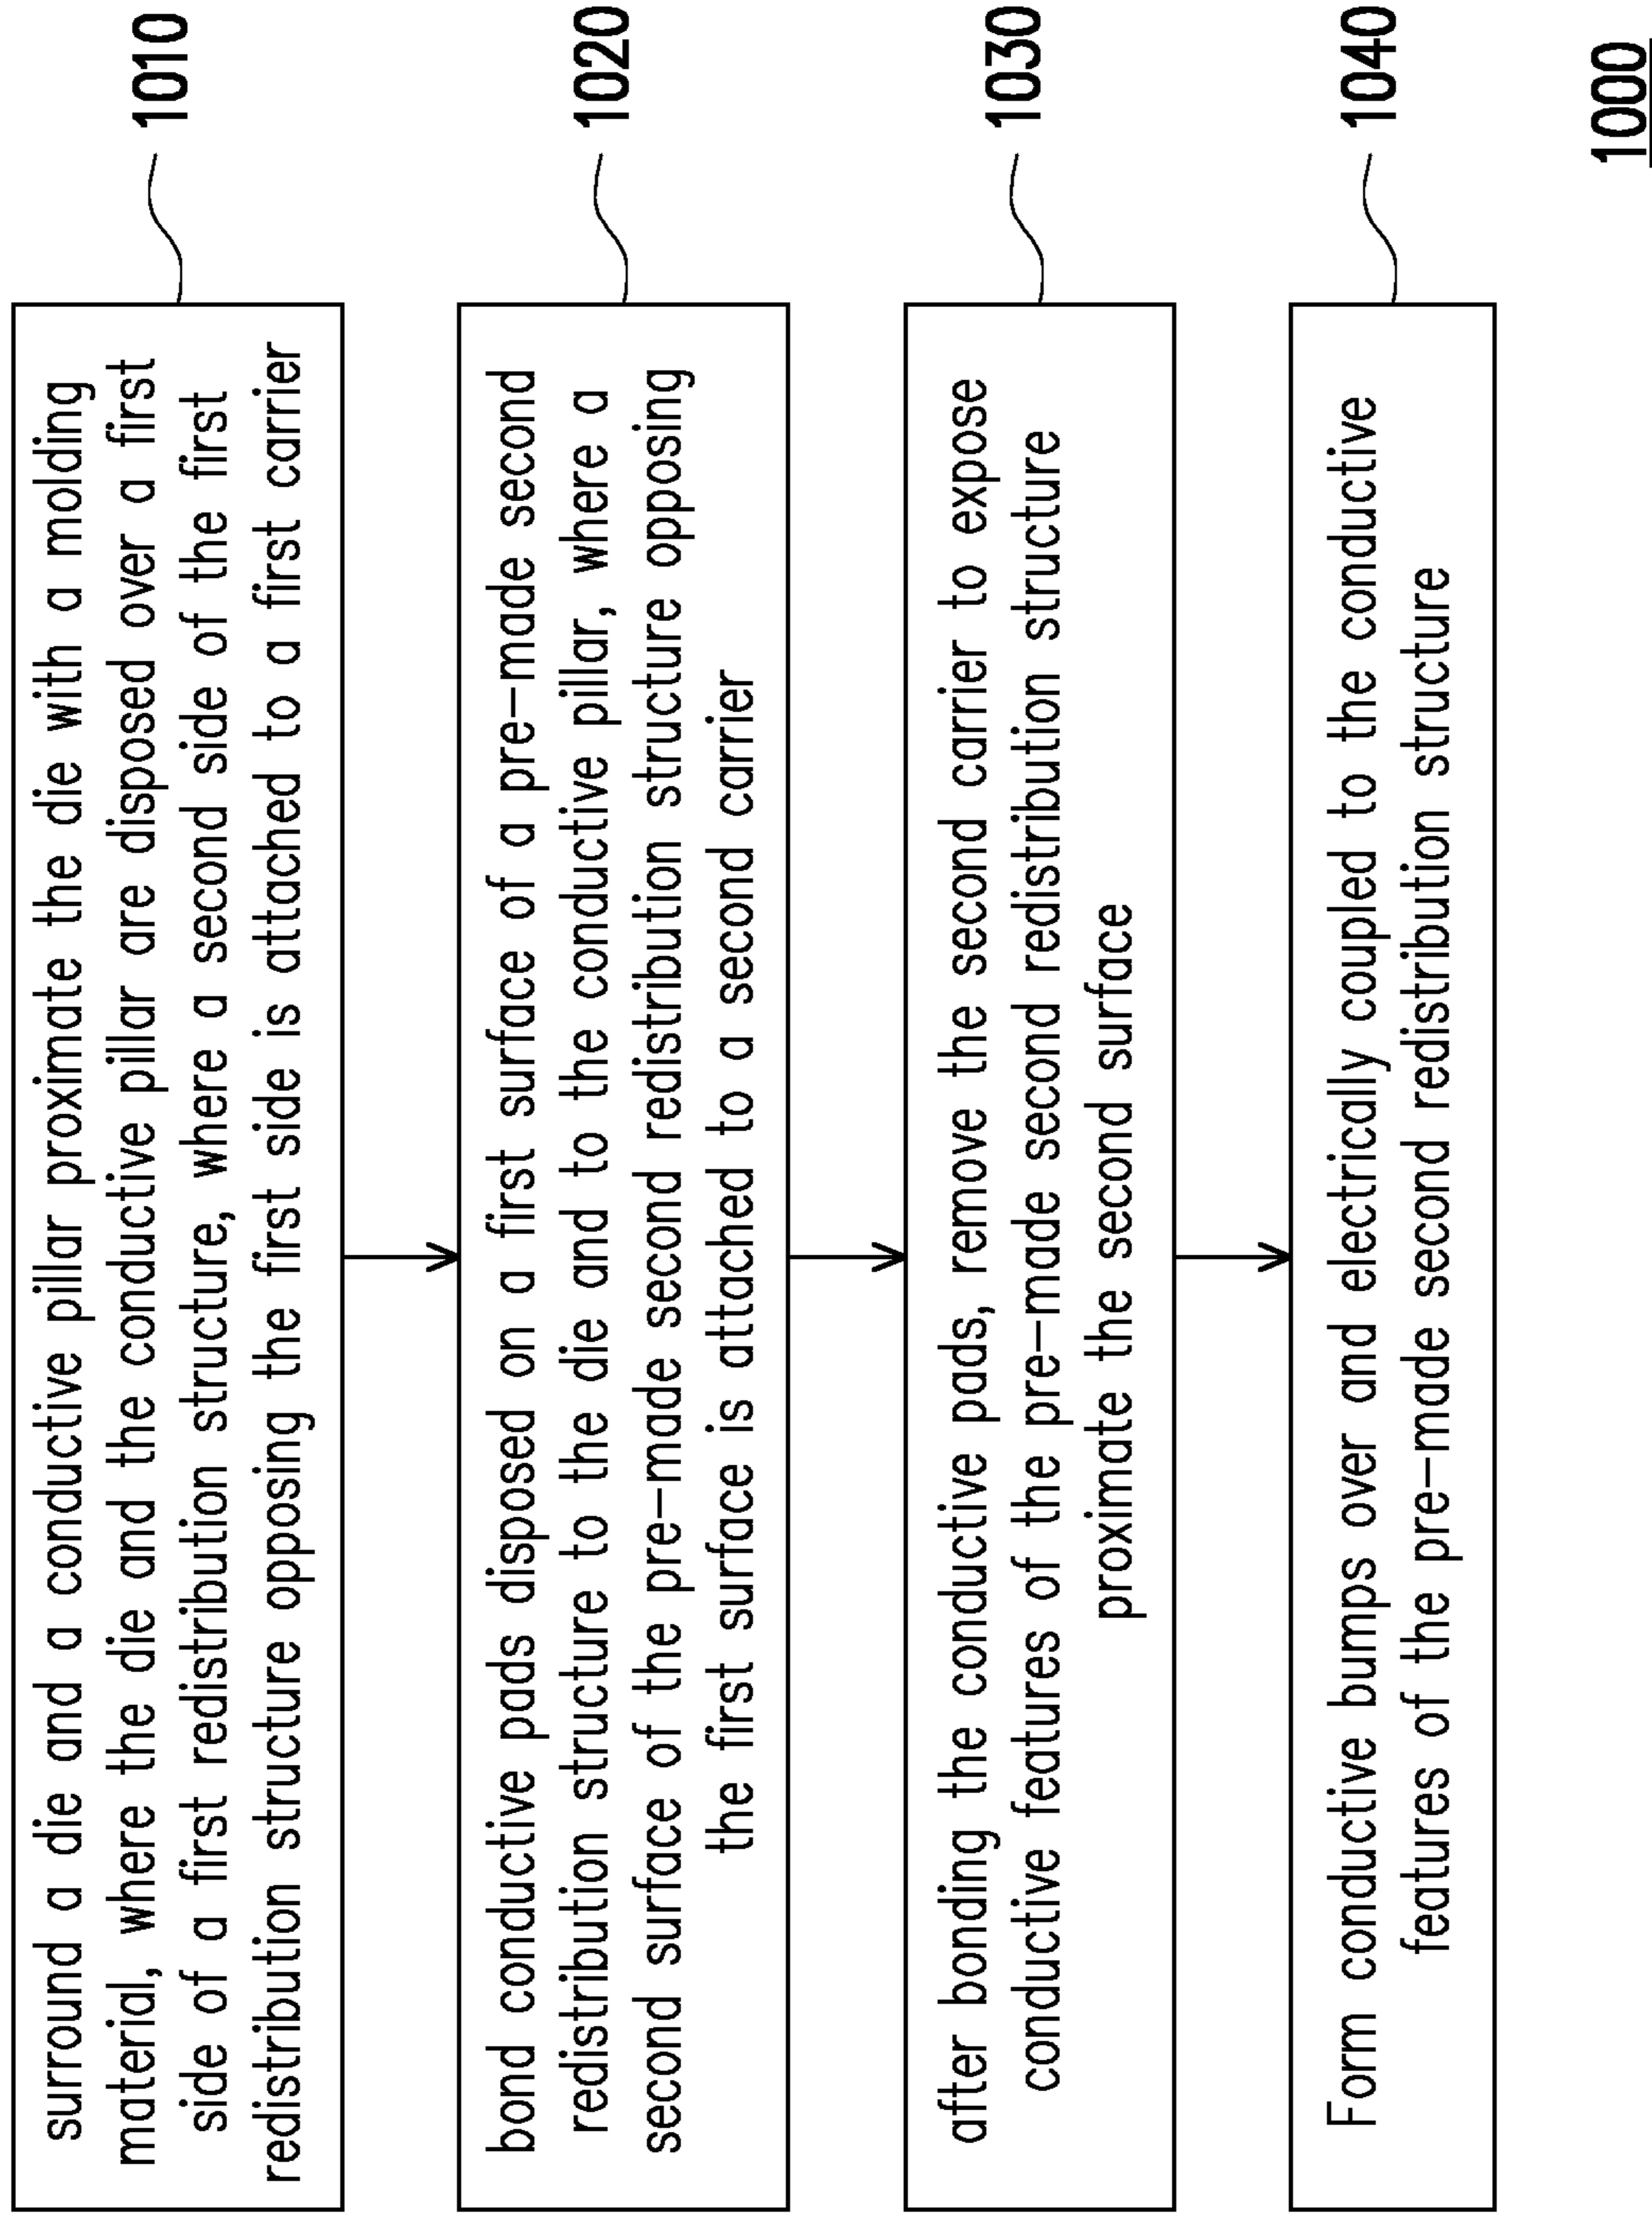 surround a die and a conductive pillar proximate the die with a molding
material, where the die and the conductive pillar are disposed over a first
side of a first redistribution structure, where a second side of the first
redistribution structure opposing the first side is attached to a first carrier
1010
bond conductive pads disposed on a first surface of a pre-made second
redistribution structure to the die and to the conductive pillar, where a
second surface of the pre-made second redistribution structure opposing
the first surface is attached to a second carrier
1020
after bonding the conductive pads, remove the second carrier to expose
conductive features of the pre-made second redistribution structure
proximate the second surface
1030
Form conductive bumps over and electrically coupled to the conductive
features of the pre-made second redistribution structure
1040
1000